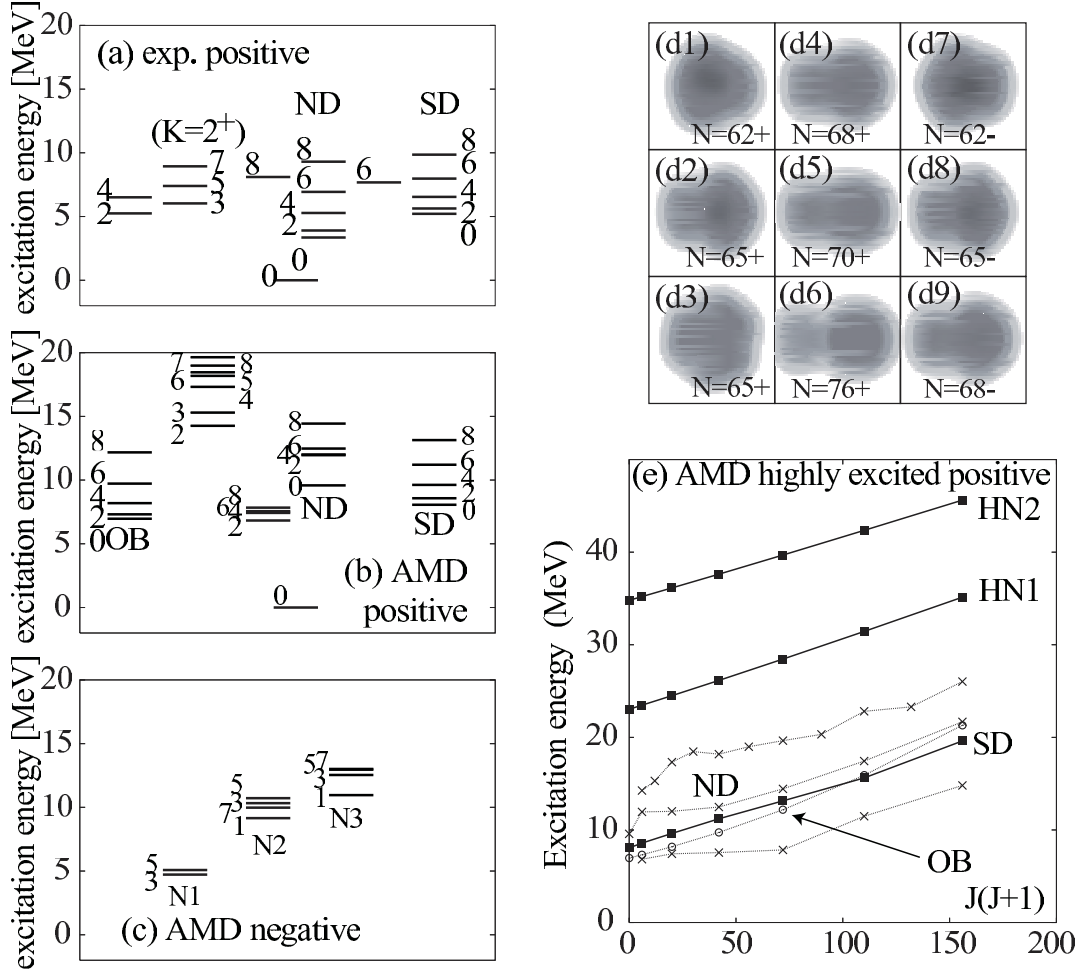 excitation energy [MeV]
20
15
10
5
0
(a) exp. positive
ND
SD
(K=2+)
4
2
7
5
3
8
8
6
4
2
0
0
6
8
6
4
2
0
excitation energy [MeV]
20
15
10
5
0
8
6
4
2
0
OB
7
6
3
2
8
5
4
8
6
4
2
8
6
4
2
0
ND
8
6
4
2
0
SD
0
(b) AMD
positive
excitation energy [MeV]
20
15
10
5
0
5
3
N1
5
3
7
1
N2
5
7
3
1
N3
(c) AMD negative
(d1)
N=62+
(d4)
N=68+
(d7)
N=62-
(d2)
N=65+
(d5)
N=70+
(d8)
N=65-
(d3)
N=65+
(d6)
N=76+
(d9)
N=68-
(e) AMD highly excited positive
Excitation energy (MeV)
40
30
20
10
0
HN2
HN1
SD
ND
OB
J(J+1)
0
50
100
150
200